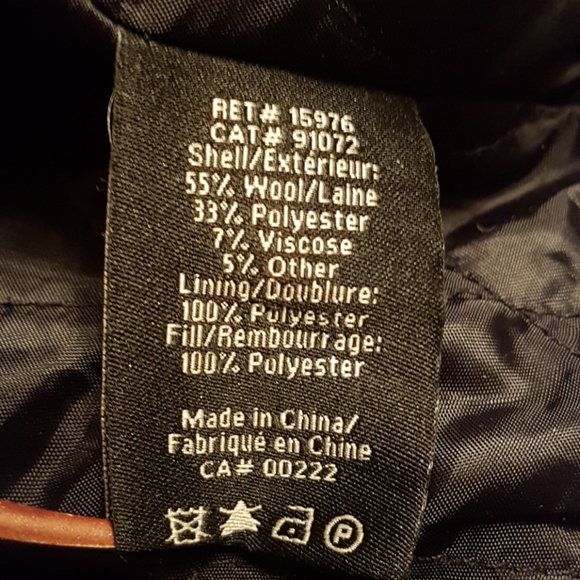 RET# 15976
CAT# 91072
Shell/Extérieur:
55% Wool/Laine
33% Polyester
7% Viscose
5% Other
Lining/Doublure:
100% Polyester
Fill/Rembourrage:
100% Polyester
Made in China/
Fabriqué en Chine
CA# 00222
P